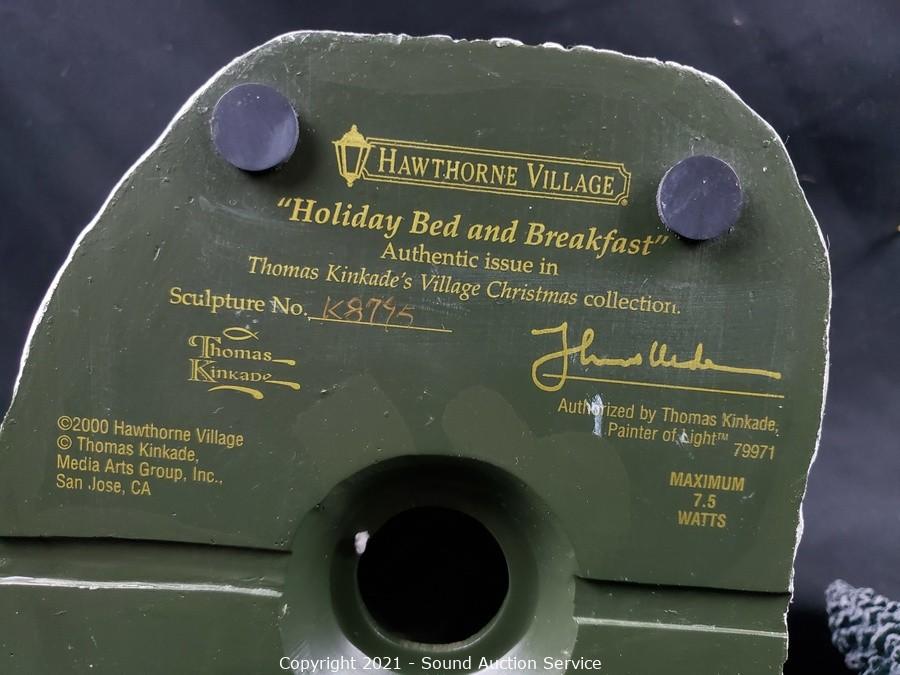 HAWTHORNE VILLAGE
"Holiday Bed and Breakfast"
Authentic issue in
Thomas Kinkade's Village Christmas collection.
Sculpture No. K8795
Thomas
Kinkade
Authorized by Thomas Kinkade,
Painter of Light™ 79971
©2000 Hawthorne Village
© Thomas Kinkade,
Media Arts Group, Inc.,
San Jose, CA
MAXIMUM
7.5
WATTS
Copyright 2021 - Sound Auction Service